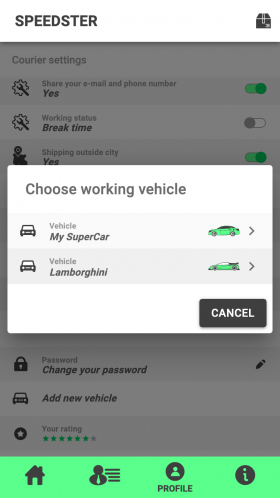 SPEEDSTER
Courier settings
Share your e-mail and phone number
Yes
Working status
Break time
Shipping outside city
Yes
Choose working vehicle
Vehicle
My SuperCar
Vehicle
Lamborghini
CANCEL
Password
Change your password
Add new vehicle
Your rating
PROFILE